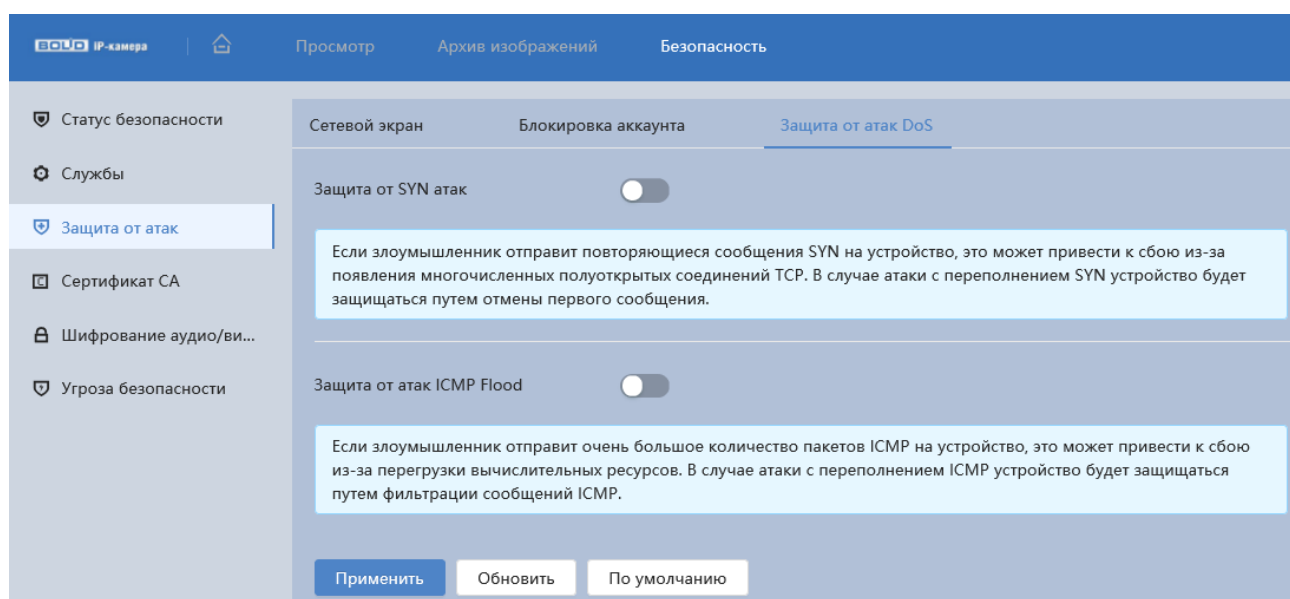 BOLID IP-камера Просмотр Архив изображений Безопасность
Статус безопасности
Службы
Защита от атак
Сертификат CA
Шифрование аудио/ви...
Угроза безопасности
Сетевой экран Блокировка аккаунта Защита от атак DoS
Защита от SYN атак
Если злоумышленник отправит повторяющиеся сообщения SYN на устройство, это может привести к сбою из-за
появления многочисленных полуоткрытых соединений TCP. В случае атаки с переполнением SYN устройство будет
защищаться путем отмены первого сообщения.
Защита от атак ICMP Flood
Если злоумышленник отправит очень большое количество пакетов ICMP на устройство, это может привести к сбою
из-за перегрузки вычислительных ресурсов. В случае атаки с переполнением ICMP устройство будет защищаться
путем фильтрации сообщений ICMP.
Применить Обновить По умолчанию